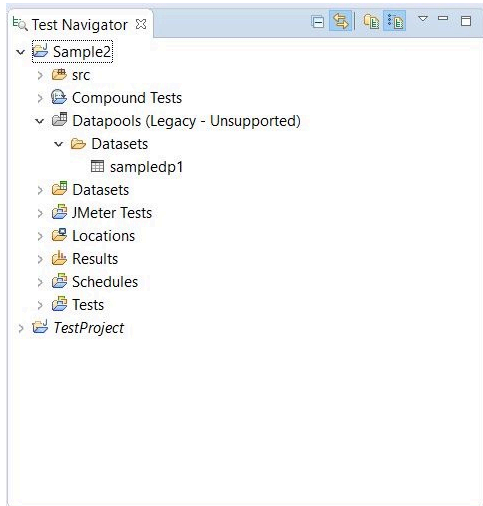 Test Navigator
Sample2
src
Compound Tests
Datapools (Legacy - Unsupported)
Datasets
sampledp1
Datasets
JMeter Tests
Locations
Results
Schedules
Tests
TestProject